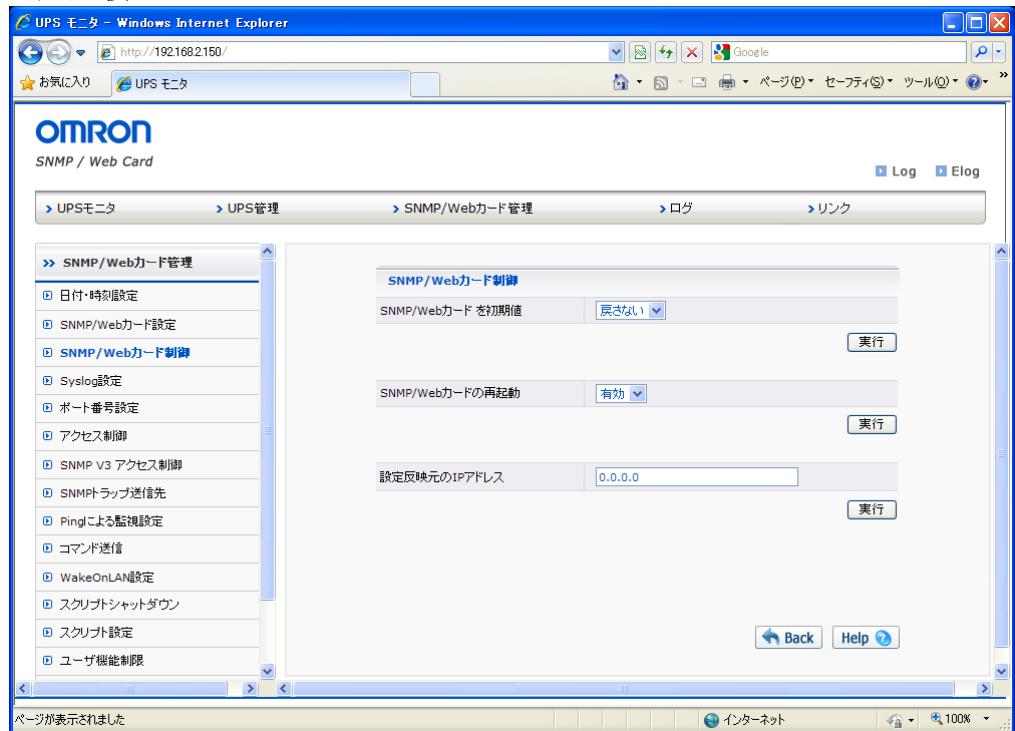 UPS モニタ - Windows Internet Explorer
http://192.168.2.150/
Google
お気に入り
UPS モニタ
ページ(P)
セーフティ(S)
ツール(O)
»
OMRON
SNMP / Web Card
Log
Elog
UPSモニタ
UPS管理
SNMP/Webカード管理
ログ
リンク
SNMP/Webカード管理
日付・時刻設定
SNMP/Webカード設定
SNMP/Webカード制御
Syslog設定
ポート番号設定
アクセス制御
SNMP V3 アクセス制御
SNMPトラップ送信先
Pingによる監視設定
コマンド送信
WakeOnLAN設定
スクリプトシャットダウン
スクリプト設定
ユーザ機能制限
SNMP/Webカード制御
SNMP/Webカード を初期値
戻さない
実行
SNMP/Webカードの再起動
有効
実行
設定反映元のIPアドレス
0.0.0.0
実行
Back
Help
ページが表示されました
インターネット
100%